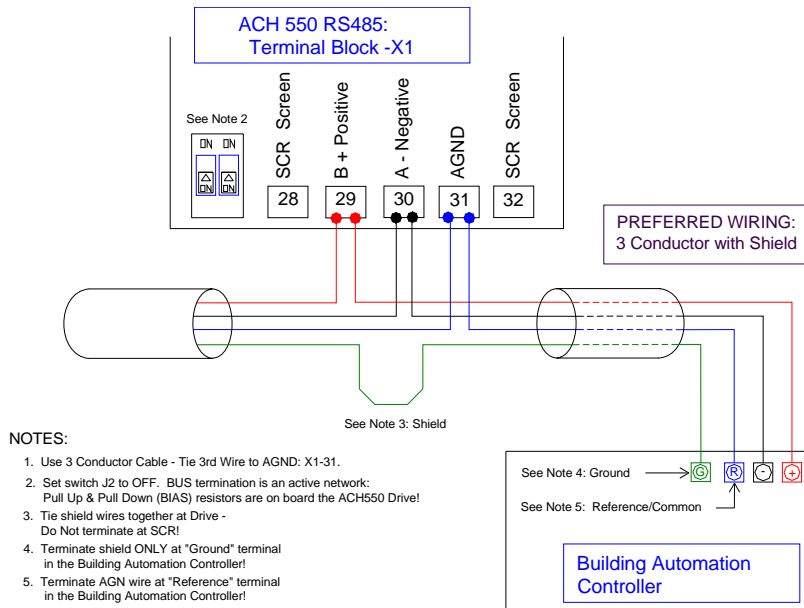 ACH 550 RS485:
Terminal Block -X1
See Note 2
ON ON
ON ON
SCR Screen
B + Positive
A - Negative
AGND
SCR Screen
28
29
30
31
32
PREFERRED WIRING:
3 Conductor with Shield
See Note 3: Shield
NOTES:
1. Use 3 Conductor Cable - Tie 3rd Wire to AGND: X1-31.
2. Set switch J2 to OFF. BUS termination is an active network:
Pull Up & Pull Down (BIAS) resistors are on board the ACH550 Drive!
3. Tie shield wires together at Drive -
Do Not terminate at SCR!
4. Terminate shield ONLY at "Ground" terminal
in the Building Automation Controller!
5. Terminate AGN wire at "Reference" terminal
in the Building Automation Controller!
See Note 4: Ground
G R - +
See Note 5: Reference/Common
Building Automation
Controller